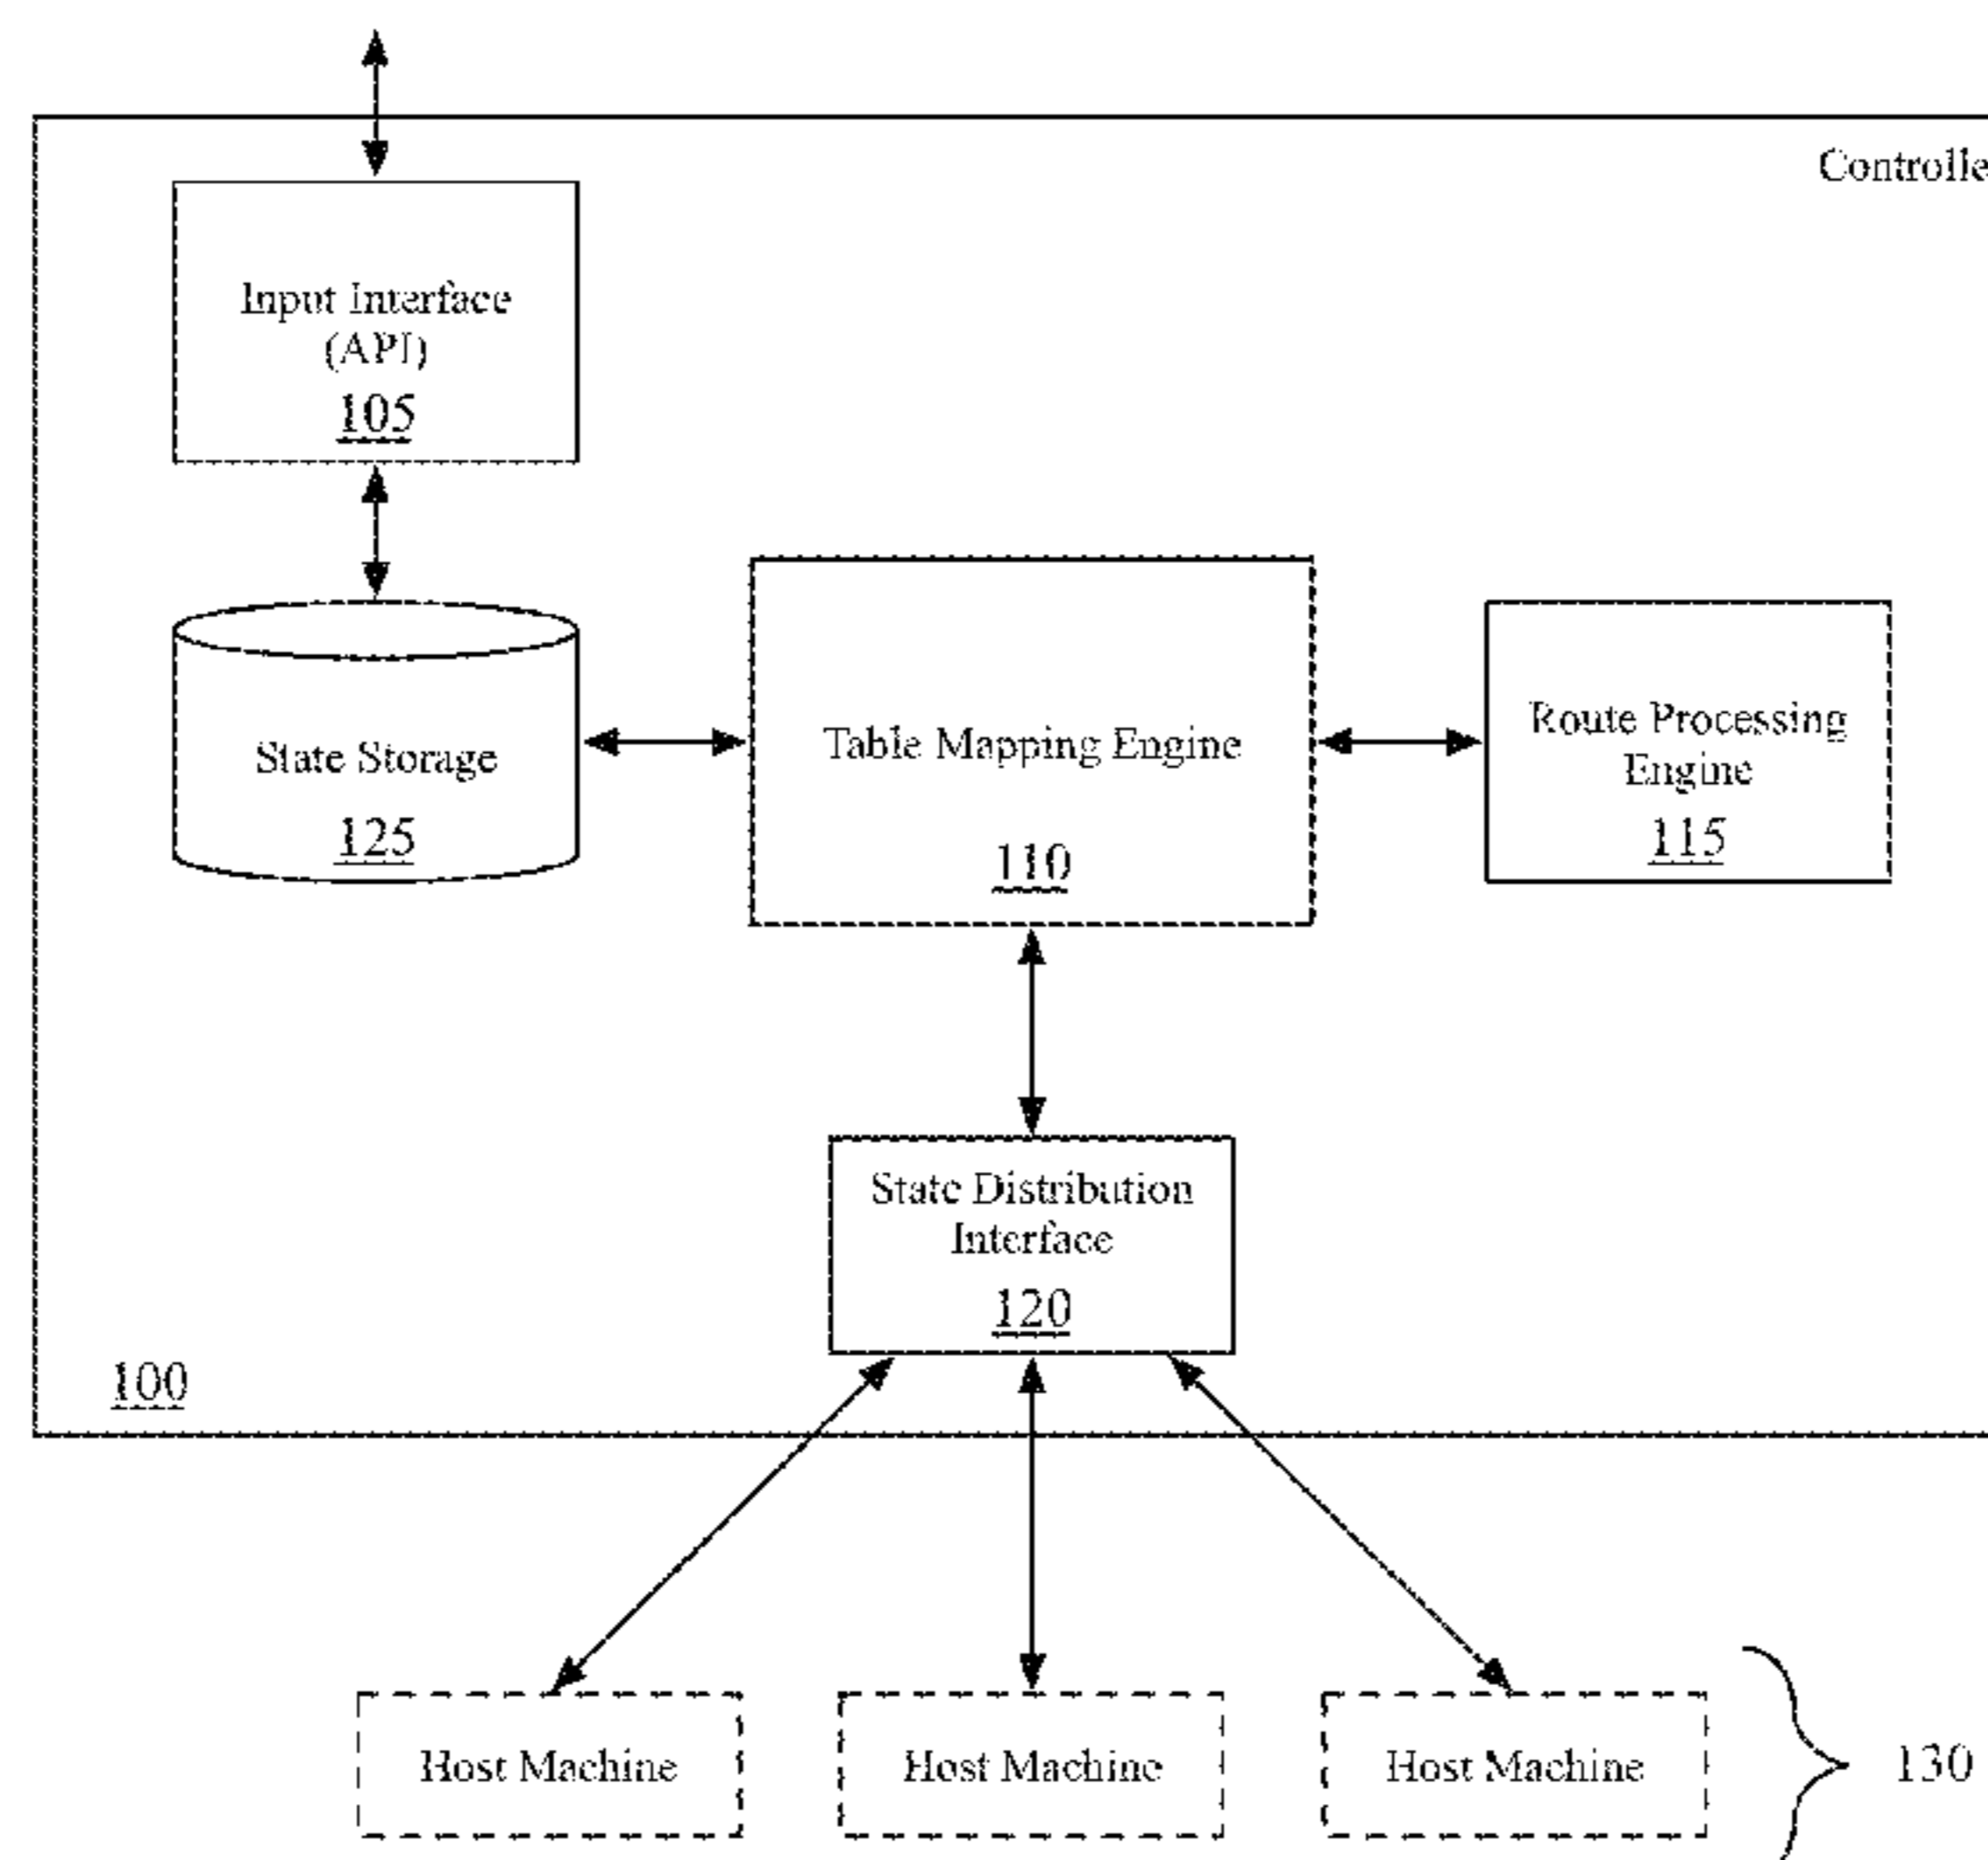 Controlle
Input Interface
(API)
105
State Storage
125
Table Mapping Engine
110
Route Processing
Engine
115
State Distribution
Interface
120
100
Host Machine
Host Machine
Host Machine
130